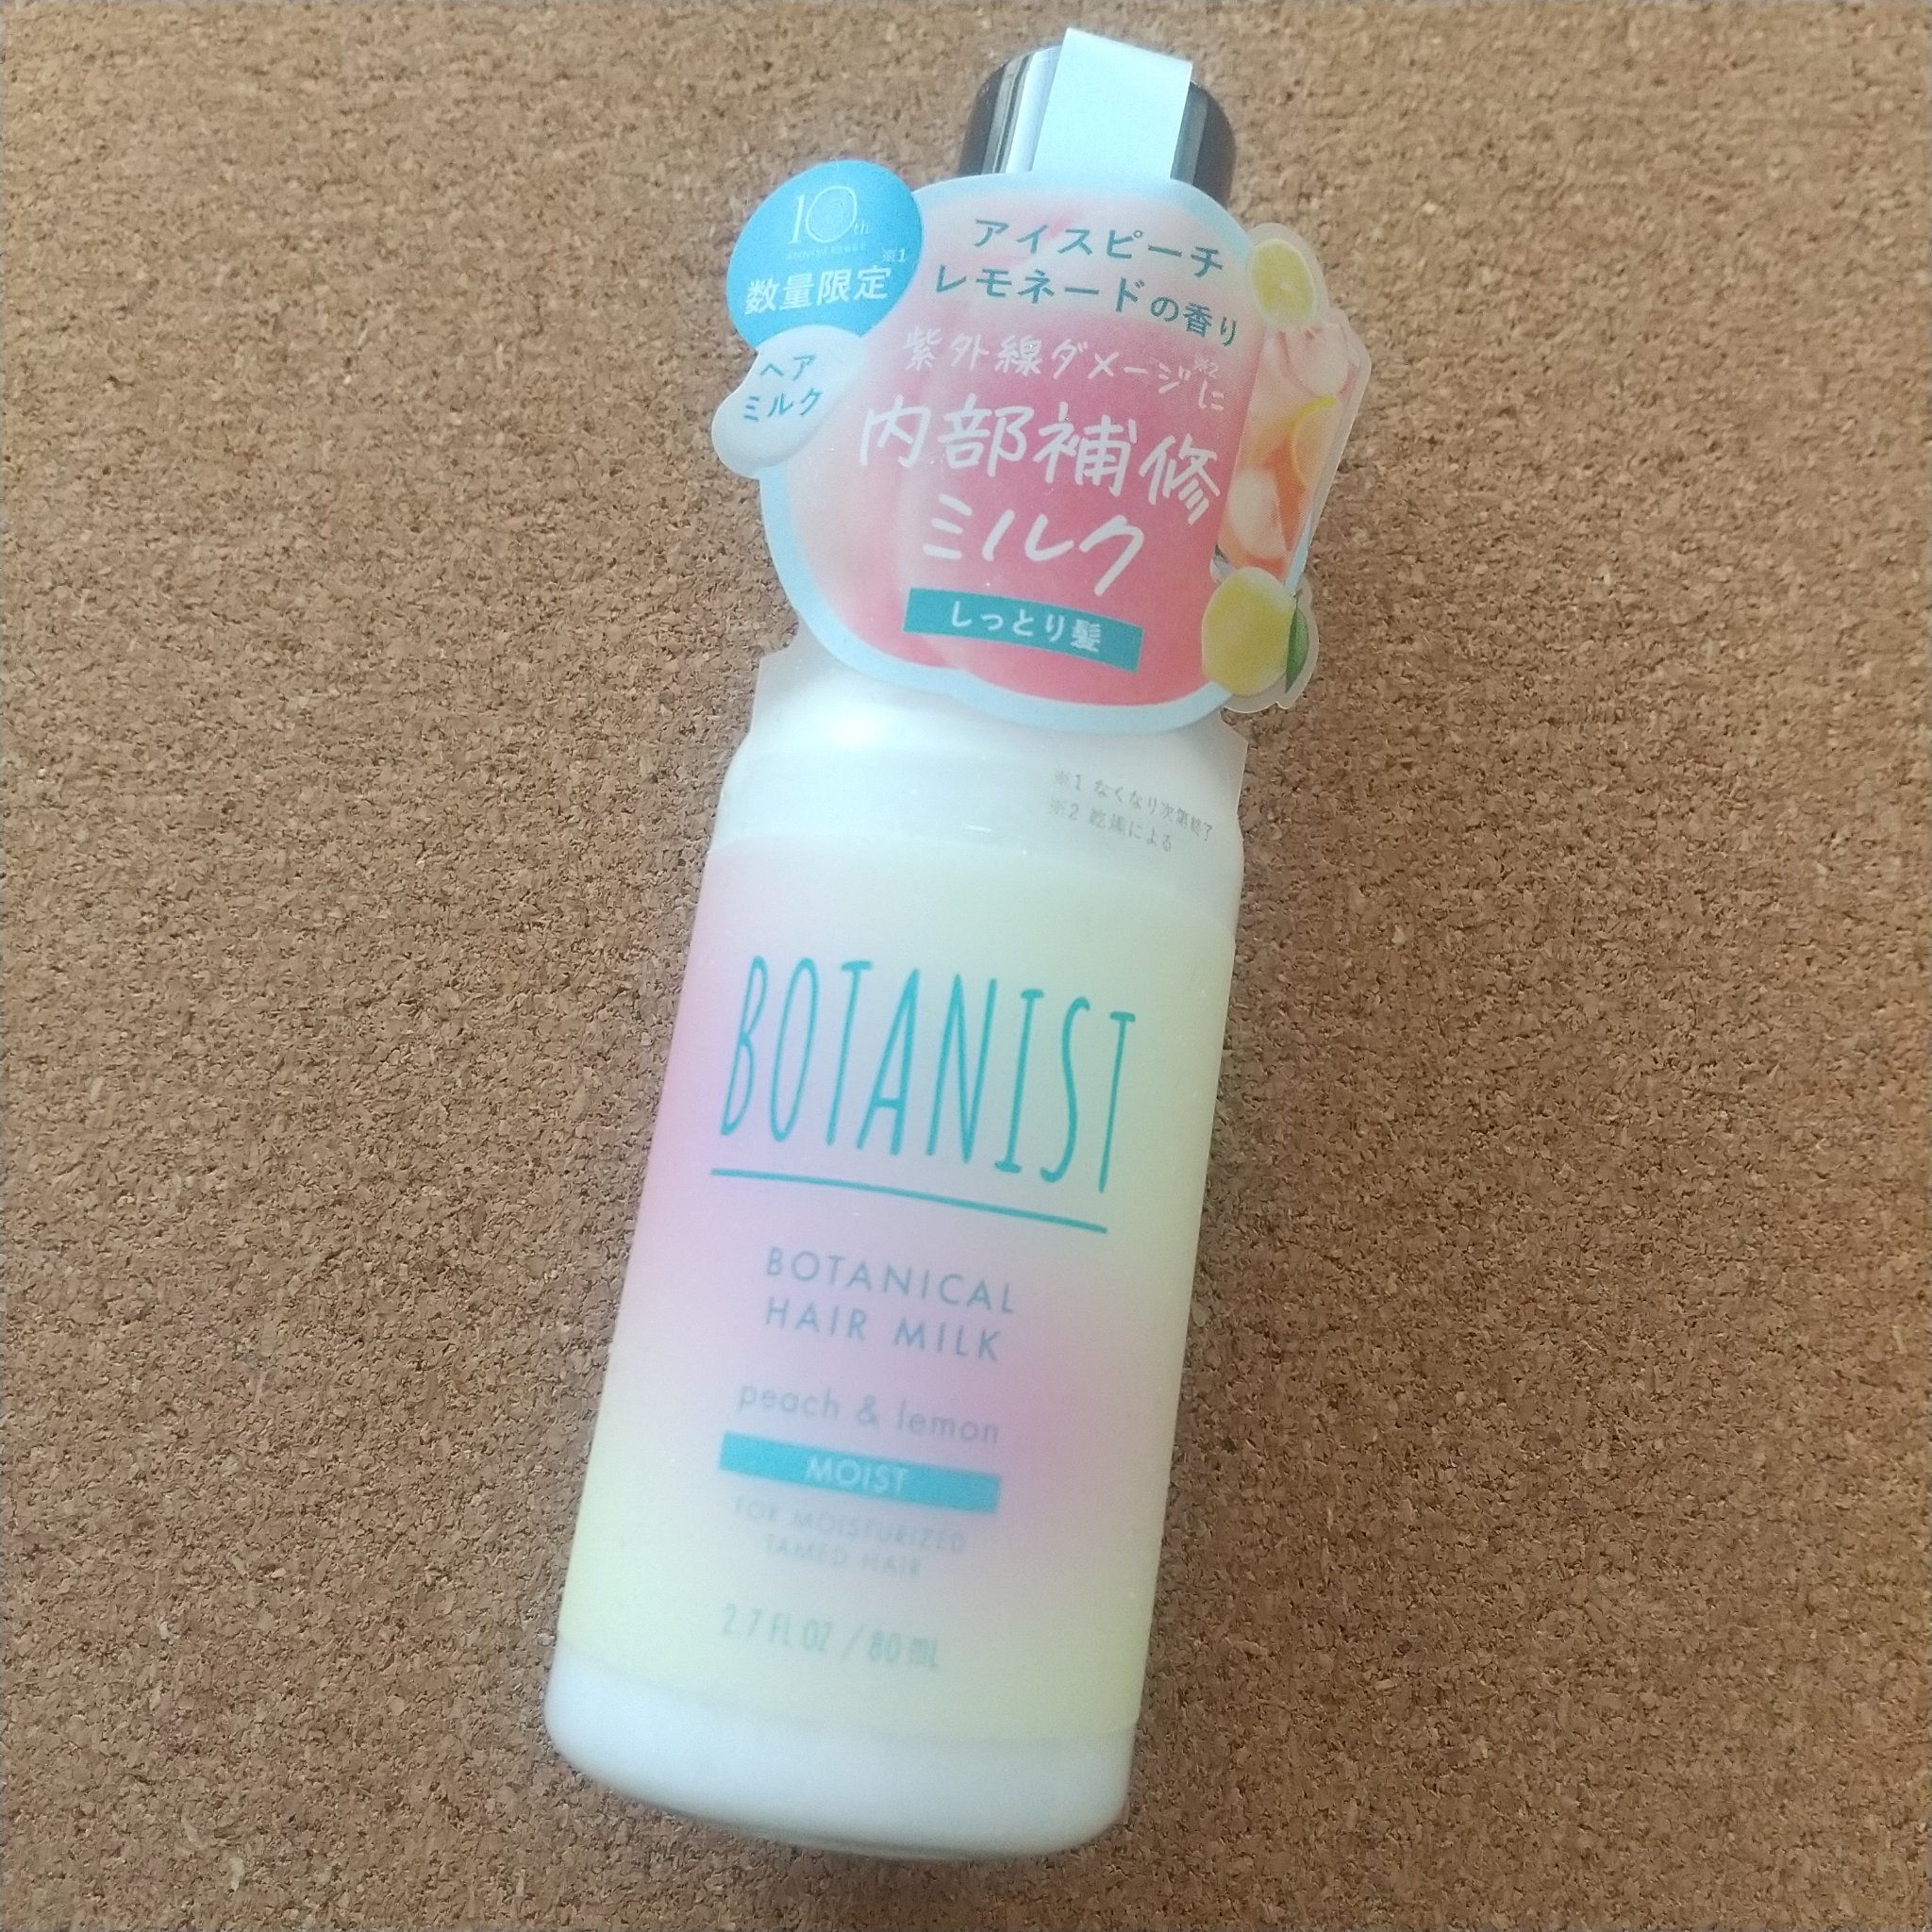 10th
数量限定※1
ヘア
ミルク
アイスピーチ
レモネードの香り
紫外線ダメージ※2に
内部補修
ミルク
しっとり髪
※1 なくなり次第終了
※2 乾燥による
BOTANIST
BOTANICAL
HAIR MILK
peach & lemon
MOIST
FOR MOISTURIZED
TAMED HAIR
2.7 FL OZ / 80 mL